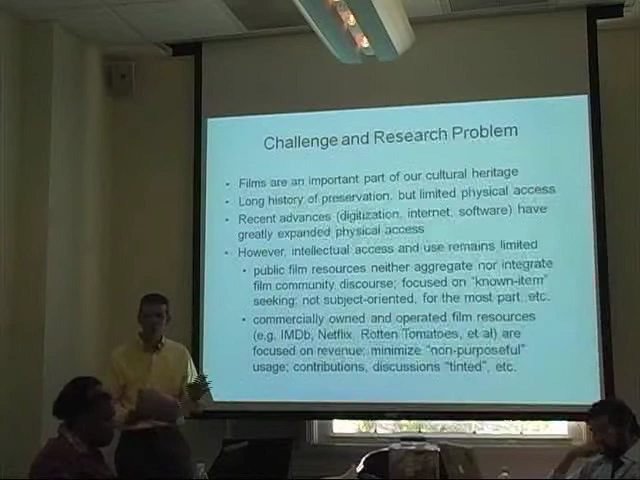 Challenge and Research Problem
• Films are an important part of our cultural heritage
• Long history of preservation, but limited physical access
• Recent advances (digitization, internet, software) have
greatly expanded physical access
• However, intellectual access and use remains limited
• public film resources neither aggregate nor integrate
film community discourse; focused on "known-item"
seeking; not subject-oriented, for the most part, etc.
• commercially owned and operated film resources
(e.g. IMDb, Netflix, Rotten Tomatoes, et al) are
focused on revenue; minimize "non-purposeful"
usage; contributions, discussions "tinted", etc.